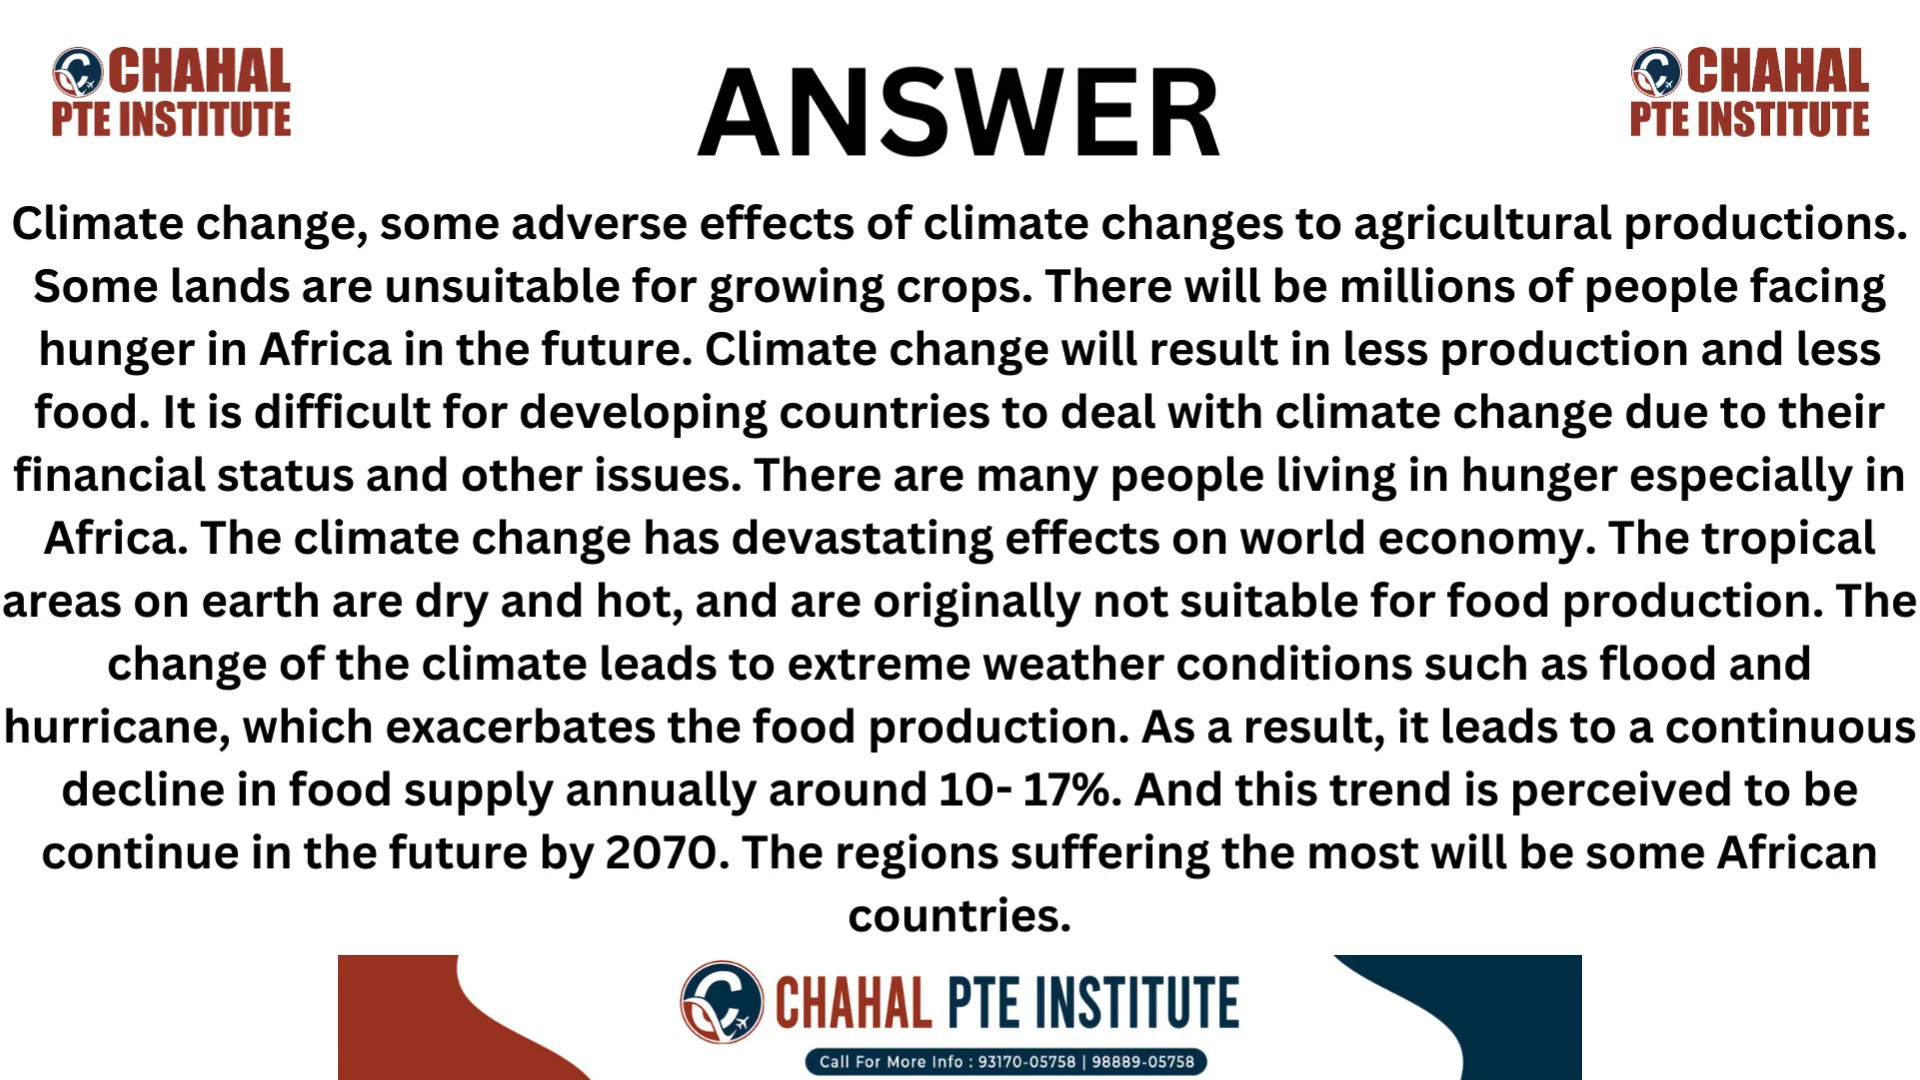 CHAHAL
PTE INSTITUTE
ANSWER
CHAHAL
PTE INSTITUTE
Climate change, some adverse effects of climate changes to agricultural productions.
Some lands are unsuitable for growing crops. There will be millions of people facing
hunger in Africa in the future. Climate change will result in less production and less
food. It is difficult for developing countries to deal with climate change due to their
financial status and other issues. There are many people living in hunger especially in
Africa. The climate change has devastating effects on world economy. The tropical
areas on earth are dry and hot, and are originally not suitable for food production. The
change of the climate leads to extreme weather conditions such as flood and
hurricane, which exacerbates the food production. As a result, it leads to a continuous
decline in food supply annually around 10- 17%. And this trend is perceived to be
continue in the future by 2070. The regions suffering the most will be some African
countries.
CHAHAL PTE INSTITUTE
Call For More Info : 93170-05758 | 98889-05758